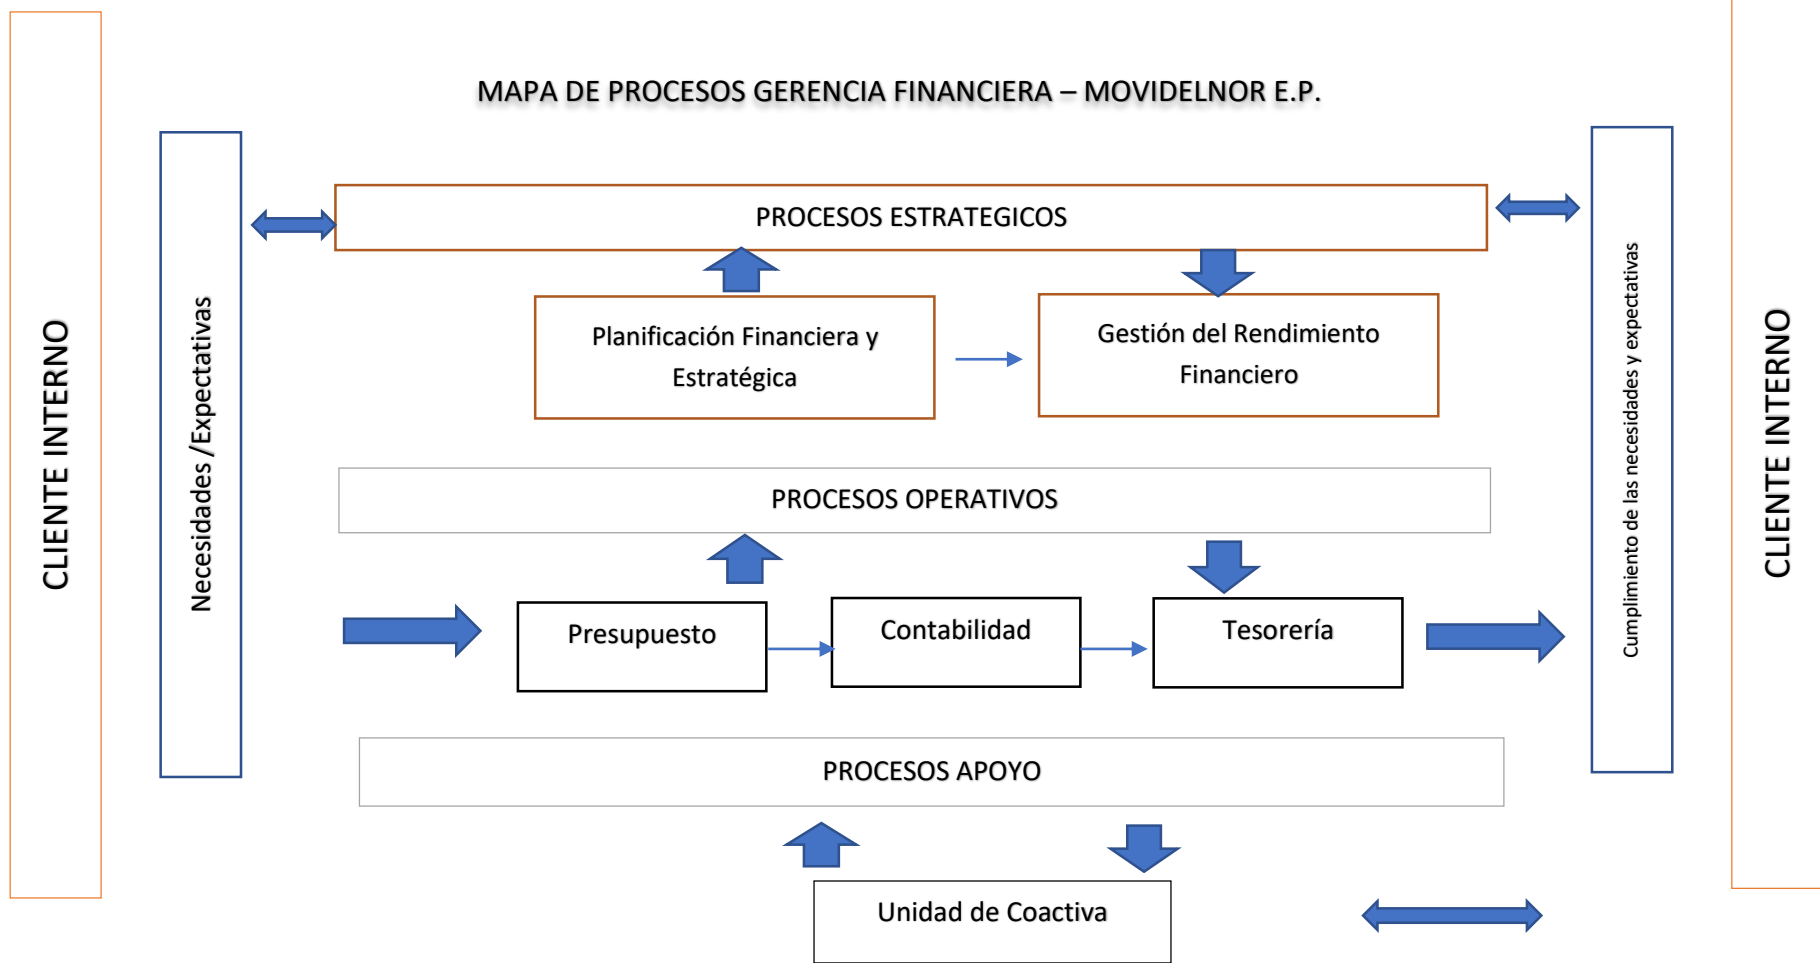 MAPA DE PROCESOS GERENCIA FINANCIERA – MOVIDELNOR E.P.
CLIENTE INTERNO
Necesidades /Expectativas
PROCESOS ESTRATEGICOS
Planificación Financiera y
Estratégica
Gestión del Rendimiento
Financiero
PROCESOS OPERATIVOS
Presupuesto
Contabilidad
Tesorería
PROCESOS APOYO
Unidad de Coactiva
Cumplimiento de las necesidades y expectativas
CLIENTE INTERNO